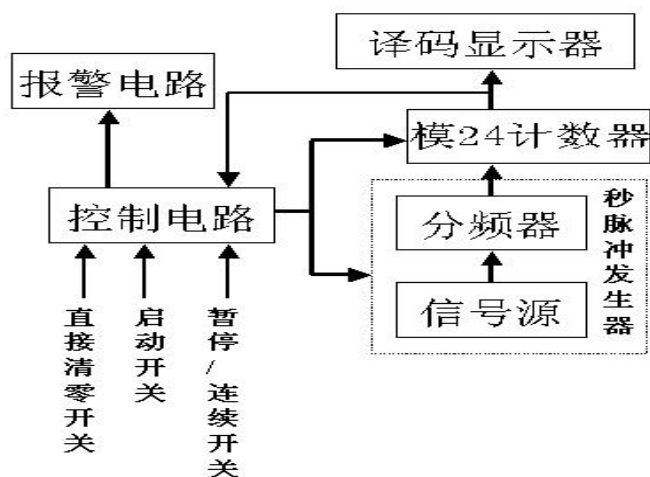 译码显示器
报警电路
模24计数器
控制电路
分频器
信号源
秒脉冲发生器
直接清零开关
启动开关
暂停/连续开关